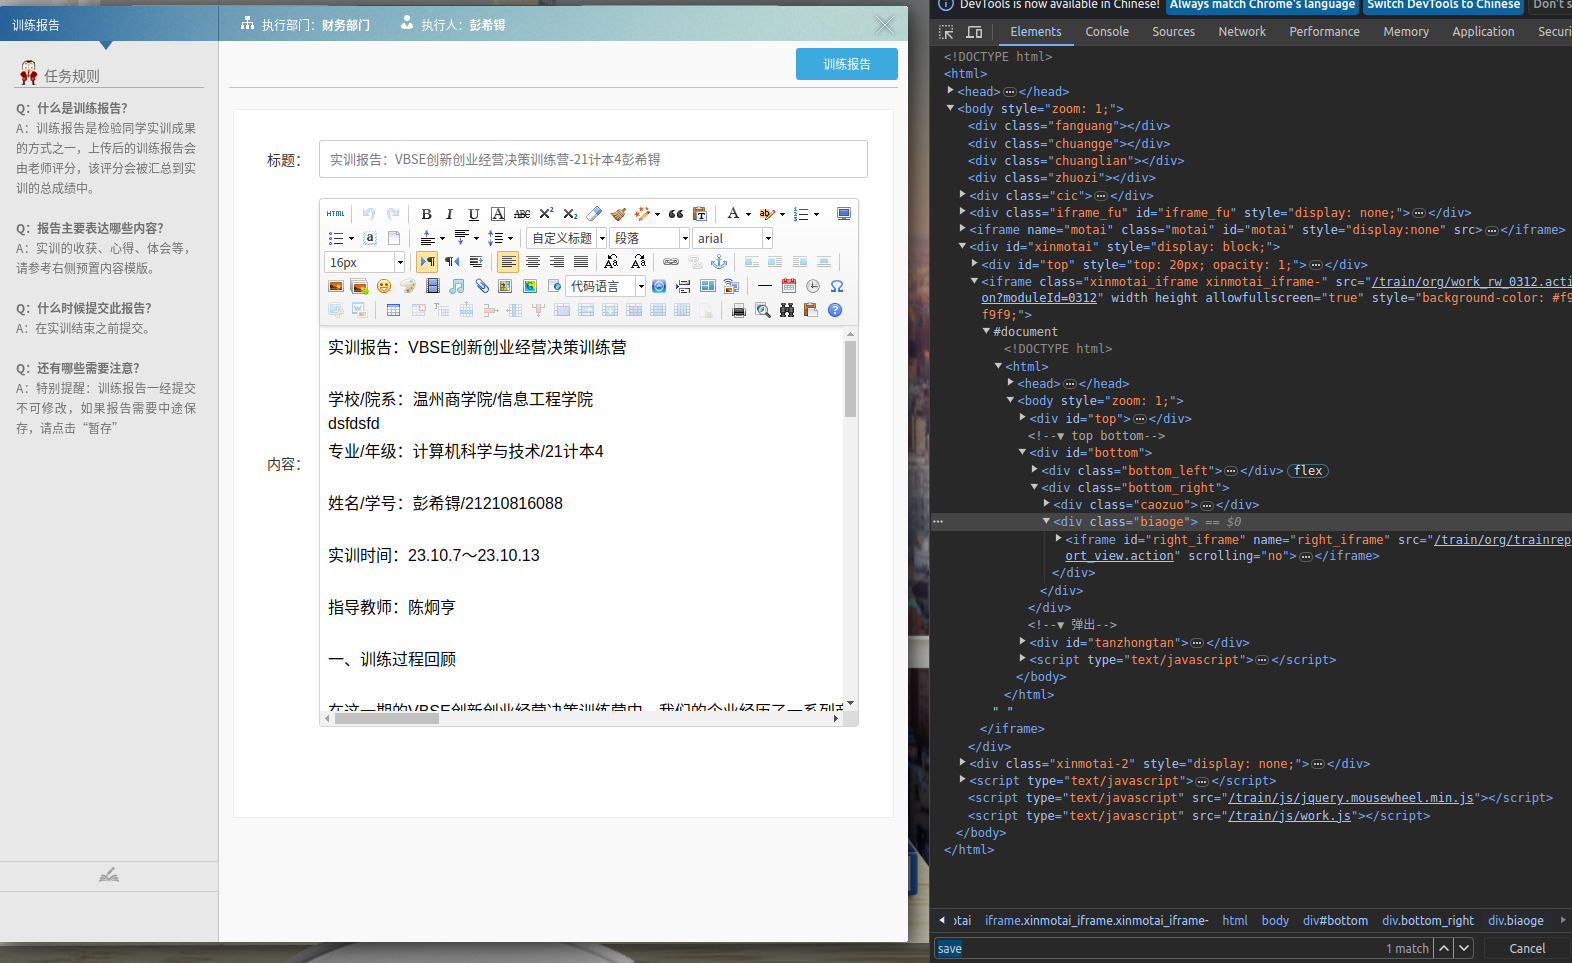 训练报告
执行部门：财务部门
执行人：彭希锝
任务规则
Q：什么是训练报告？
A：训练报告是检验同学实训成果
的方式之一，上传后的训练报告会
由老师评分，该评分会被汇总到实
训的总成绩中。
Q：报告主要表达哪些内容？
A：实训的收获、心得、体会等，
请参考右侧预置内容模版。
Q：什么时候提交此报告？
A：在实训结束之前提交。
Q：还有哪些需要注意？
A：特别提醒：训练报告一经提交
不可修改，如果报告需要中途保
存，请点击“暂存”
训练报告
标题：
实训报告：VBSE创新创业经营决策训练营-21计本4彭希锝
HTML
自定义标题
段落
arial
16px
代码语言
内容：
实训报告：VBSE创新创业经营决策训练营
学校/院系：温州商学院/信息工程学院
dsfdsfd
专业/年级：计算机科学与技术/21计本4
姓名/学号：彭希锝/21210816088
实训时间：23.10.7～23.10.13
指导教师：陈炯亨
一、训练过程回顾
在这一期的VBSE创新创业经营决策训练营中，我们的企业经历了一系列
DevTools is now available in Chinese! Always match Chrome's language Switch DevTools to Chinese Don't s
Elements Console Sources Network Performance Memory Application Securi
<!DOCTYPE html>
<html>
<head>…</head>
<body style="zoom: 1;">
<div class="fanguang"></div>
<div class="chuangge"></div>
<div class="chuanglian"></div>
<div class="zhuozi"></div>
<div class="cic">…</div>
<div class="iframe_fu" id="iframe_fu" style="display: none;">…</div>
<iframe name="motai" class="motai" id="motai" style="display:none" src>…</iframe>
<div id="xinmotai" style="display: block;">
<div id="top" style="top: 20px; opacity: 1;">…</div>
<iframe class="xinmotai_iframe xinmotai_iframe-" src="/train/org/work_rw_0312.acti
on?moduleId=0312" width height allowfullscreen="true" style="background-color: #f9
f9f9;">
#document
<!DOCTYPE html>
<html>
<head>…</head>
<body style="zoom: 1;">
<div id="top">…</div>
<!--▼ top bottom-->
<div id="bottom">
<div class="bottom_left">…</div> flex
<div class="bottom_right">
<div class="caozuo">…</div>
<div class="biaoge"> == $0
<iframe id="right_iframe" name="right_iframe" src="/train/org/trainrep
ort_view.action" scrolling="no">…</iframe>
</div>
</div>
</div>
<!--▼ 弹出-->
<div id="tanzhongtan">…</div>
<script type="text/javascript">…</script>
</body>
</html>
" "
</iframe>
</div>
<div class="xinmotai-2" style="display: none;">…</div>
<script type="text/javascript">…</script>
<script type="text/javascript" src="/train/js/jquery.mousewheel.min.js"></script>
<script type="text/javascript" src="/train/js/work.js"></script>
</body>
</html>
otai iframe.xinmotai_iframe.xinmotai_iframe- html body div#bottom div.bottom_right div.biaoge
save
1 match
Cancel